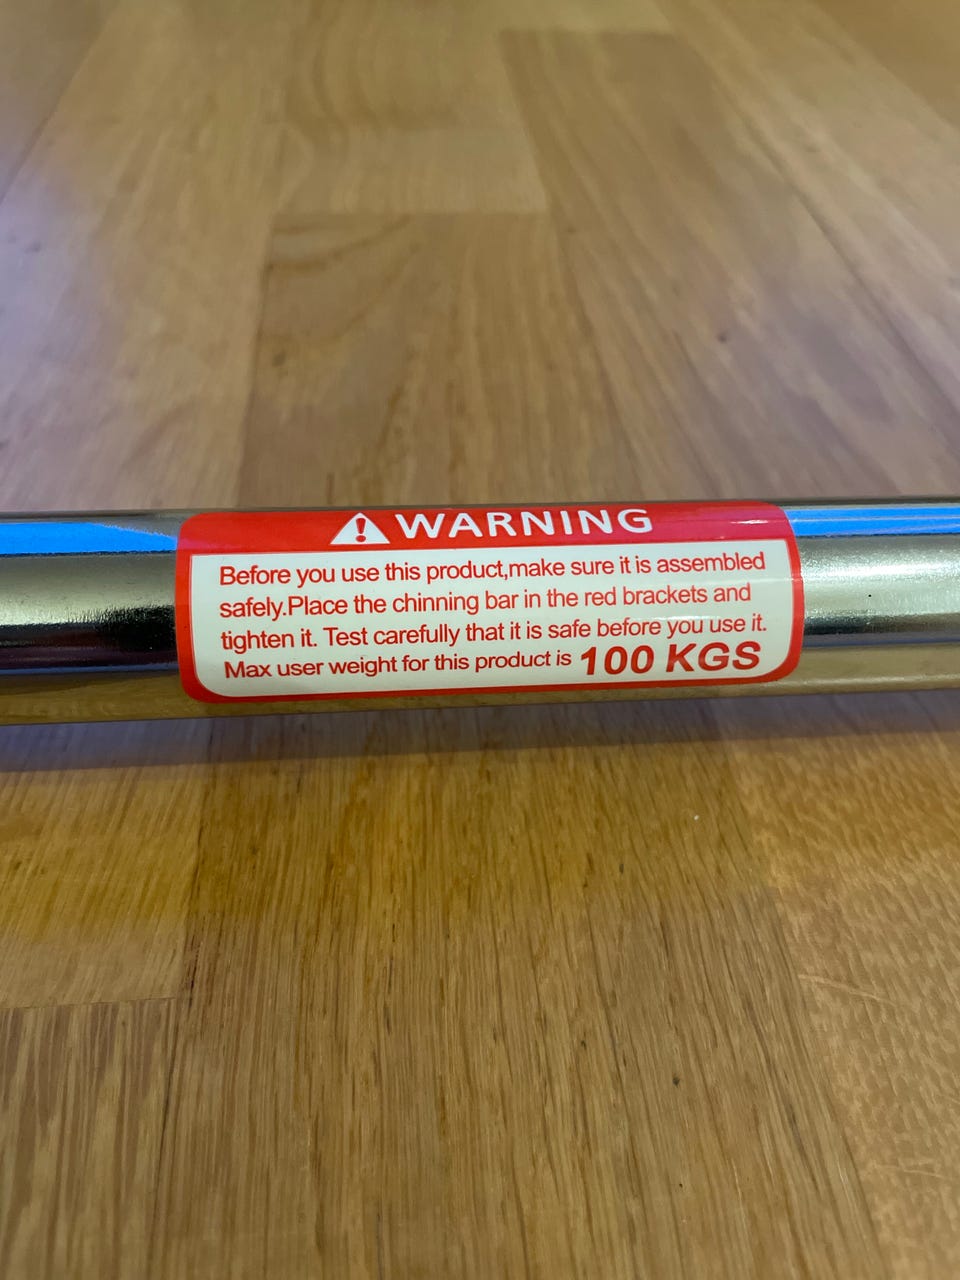 WARNING
Before you use this product,make sure it is assembled
safely.Place the chinning bar in the red brackets and
tighten it. Test carefully that it is safe before you use it.
Max user weight for this product is 100 KGS